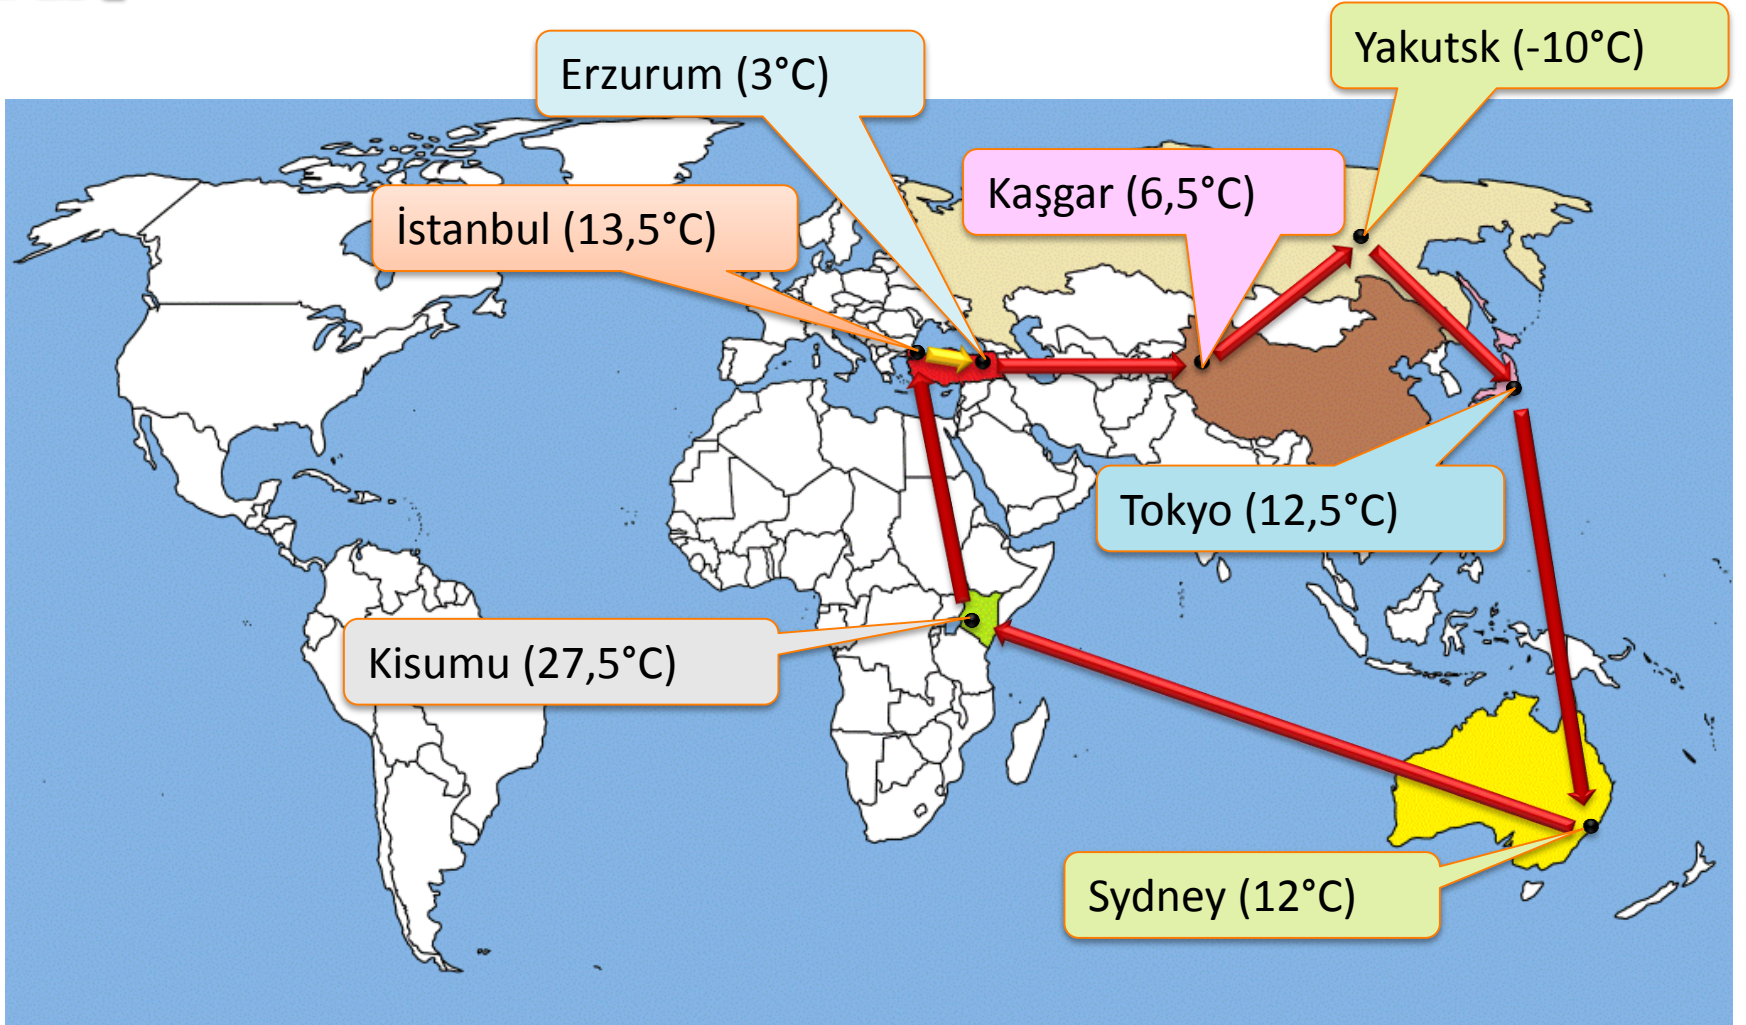 Yakutsk (-10°C)
Erzurum (3°C)
Kaşgar (6,5°C)
İstanbul (13,5°C)
Tokyo (12,5°C)
Kisumu (27,5°C)
Sydney (12°C)